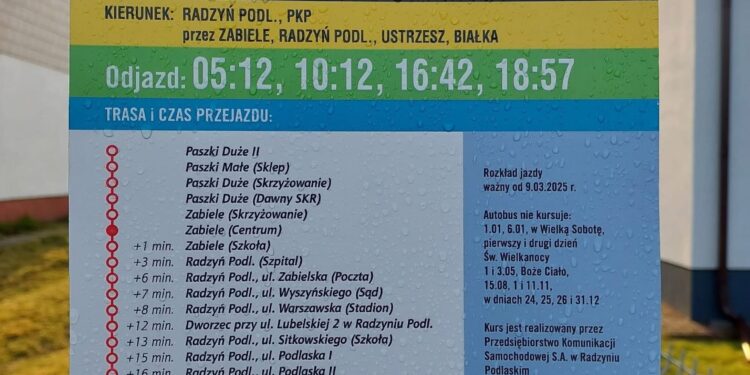 KIERUNEK: RADZYŃ PODL., PKP
przez ZABIELE, RADZYŃ PODL., USTRZESZ, BIAŁKA
Odjazd: 05:12, 10:12, 16:42, 18:57
TRASA i CZAS PRZEJAZDU:
Paszki Duże II
Paszki Małe (Sklep)
Paszki Duże (Skrzyżowanie)
Paszki Duże (Dawny SKR)
Zabiele (Skrzyżowanie)
Zabiele (Centrum)
+1 min. Zabiele (Szkoła)
+3 min. Radzyń Podl. (Szpital)
+6 min. Radzyń Podl., ul. Zabielska (Poczta)
+7 min. Radzyń Podl., ul. Wyszyńskiego (Sąd)
+8 min. Radzyń Podl., ul. Warszawska (Stadion)
+12 min. Dworzec przy ul. Lubelskiej 2 w Radzyniu Podl.
+13 min. Radzyń Podl., ul. Sitkowskiego (Szkoła)
+15 min. Radzyń Podl., ul. Podlaska I
+16 min. Radzyń Podl., ul. Podlaska II
Rozkład jazdy
ważny od 9.03.2025 r.
Autobus nie kursuje:
1.01, 6.01, w Wielką Sobotę,
pierwszy i drugi dzień
Św. Wielkanocy
1 i 3.05, Boże Ciało,
15.08, 1 i 11.11,
w dniach 24, 25, 26 i 31.12
Kurs jest realizowany przez
Przedsiębiorstwo Komunikacji
Samochodowej S.A. w Radzyniu
Podlaskim